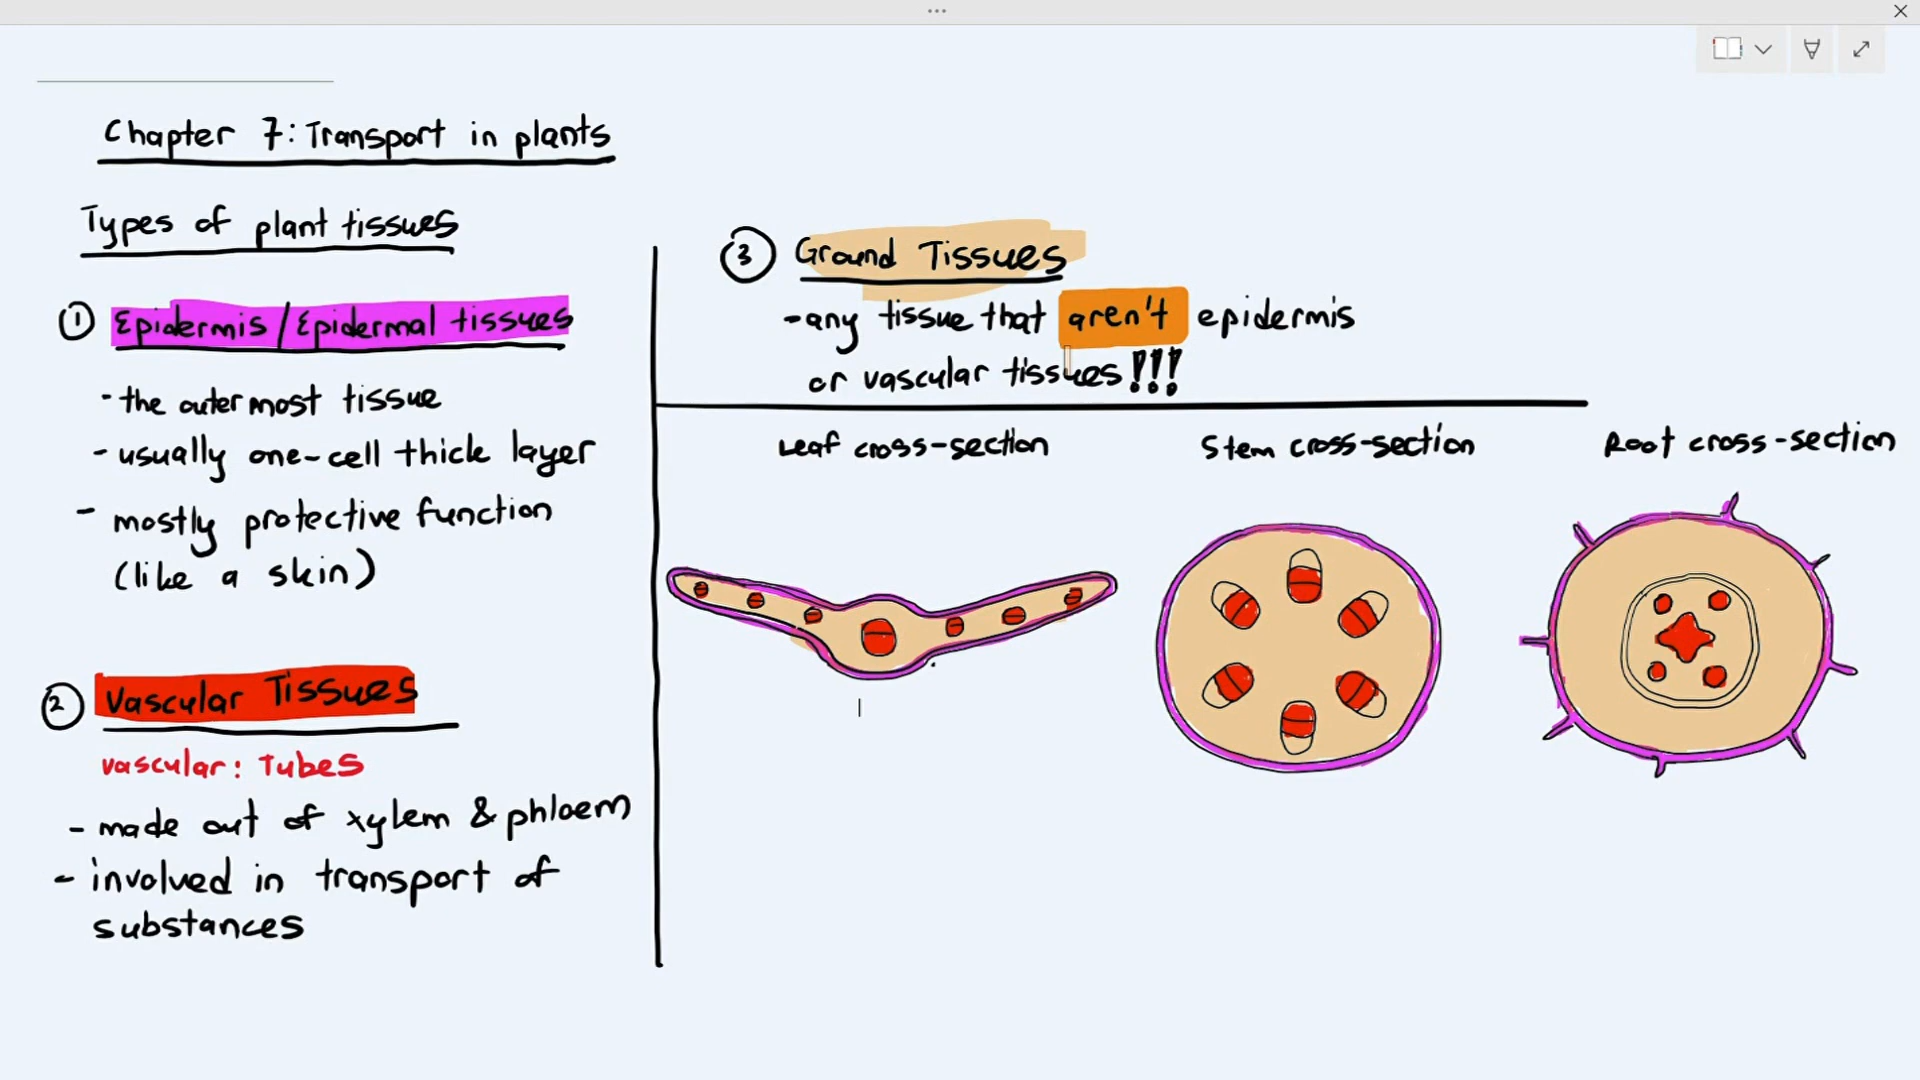 Chapter 7: Transport in plants
Types of plant tissues
1 Epidermis / Epidermal tissues
- the outermost tissue
- usually one-cell thick layer
- mostly protective function
(like a skin)
2 Vascular Tissues
vascular: Tubes
- made out of xylem & phloem
- involved in transport of
substances
3 Ground Tissues
- any tissue that aren't epidermis
or vascular tissues!!!
Leaf cross-section
Stem cross-section
Root cross-section